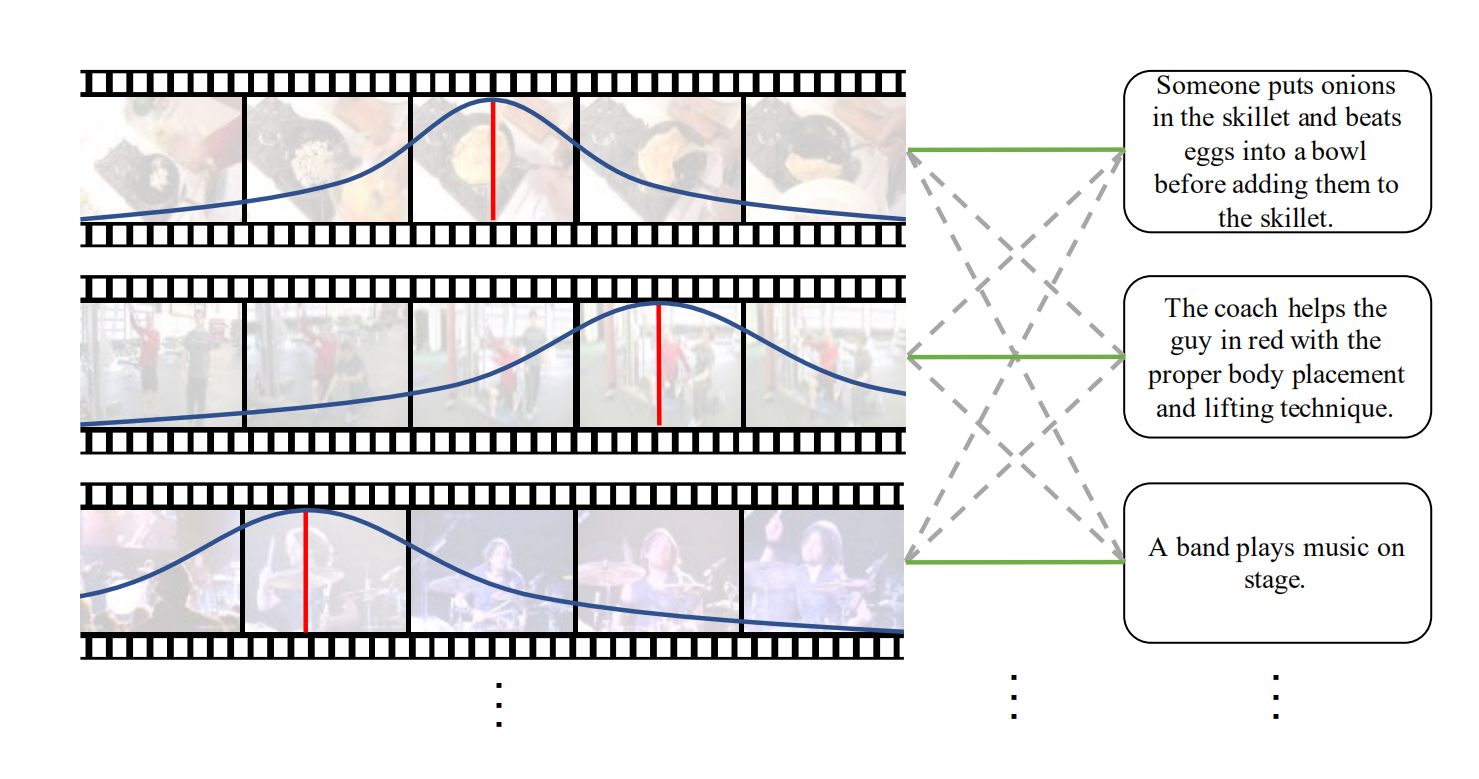 Someone puts onions
in the skillet and beats
eggs into a bowl
before adding them to
the skillet.
The coach helps the
guy in red with the
proper body placement
and lifting technique.
A band plays music on
stage.